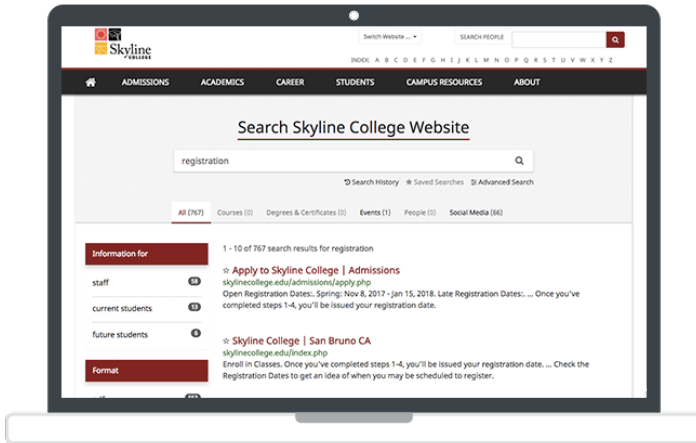 Skyline
COLLEGE
Switch Website ...
SEARCH PEOPLE
INDEX: A B C D E F G H I J K L M N O P Q R S T U V W X Y Z
ADMISSIONS ACADEMICS CAREER STUDENTS CAMPUS RESOURCES ABOUT
Search Skyline College Website
registration
Search History Saved Searches Advanced Search
All (767) Courses (0) Degrees & Certificates (0) Events (1) People (0) Social Media (66)
Information for
staff 58
current students 13
future students 6
Format
1 - 10 of 767 search results for registration
Apply to Skyline College | Admissions
skylinecollege.edu/admissions/apply.php
Open Registration Dates:. Spring: Nov 8, 2017 - Jan 15, 2018. Late Registration Dates:. ... Once you've
completed steps 1-4, you'll be issued your registration date.
Skyline College | San Bruno CA
skylinecollege.edu/index.php
Enroll in Classes. Once you've completed steps 1-4, you'll be issued your registration date. ... Check the
Registration Dates to get an idea of when you may be scheduled to register.